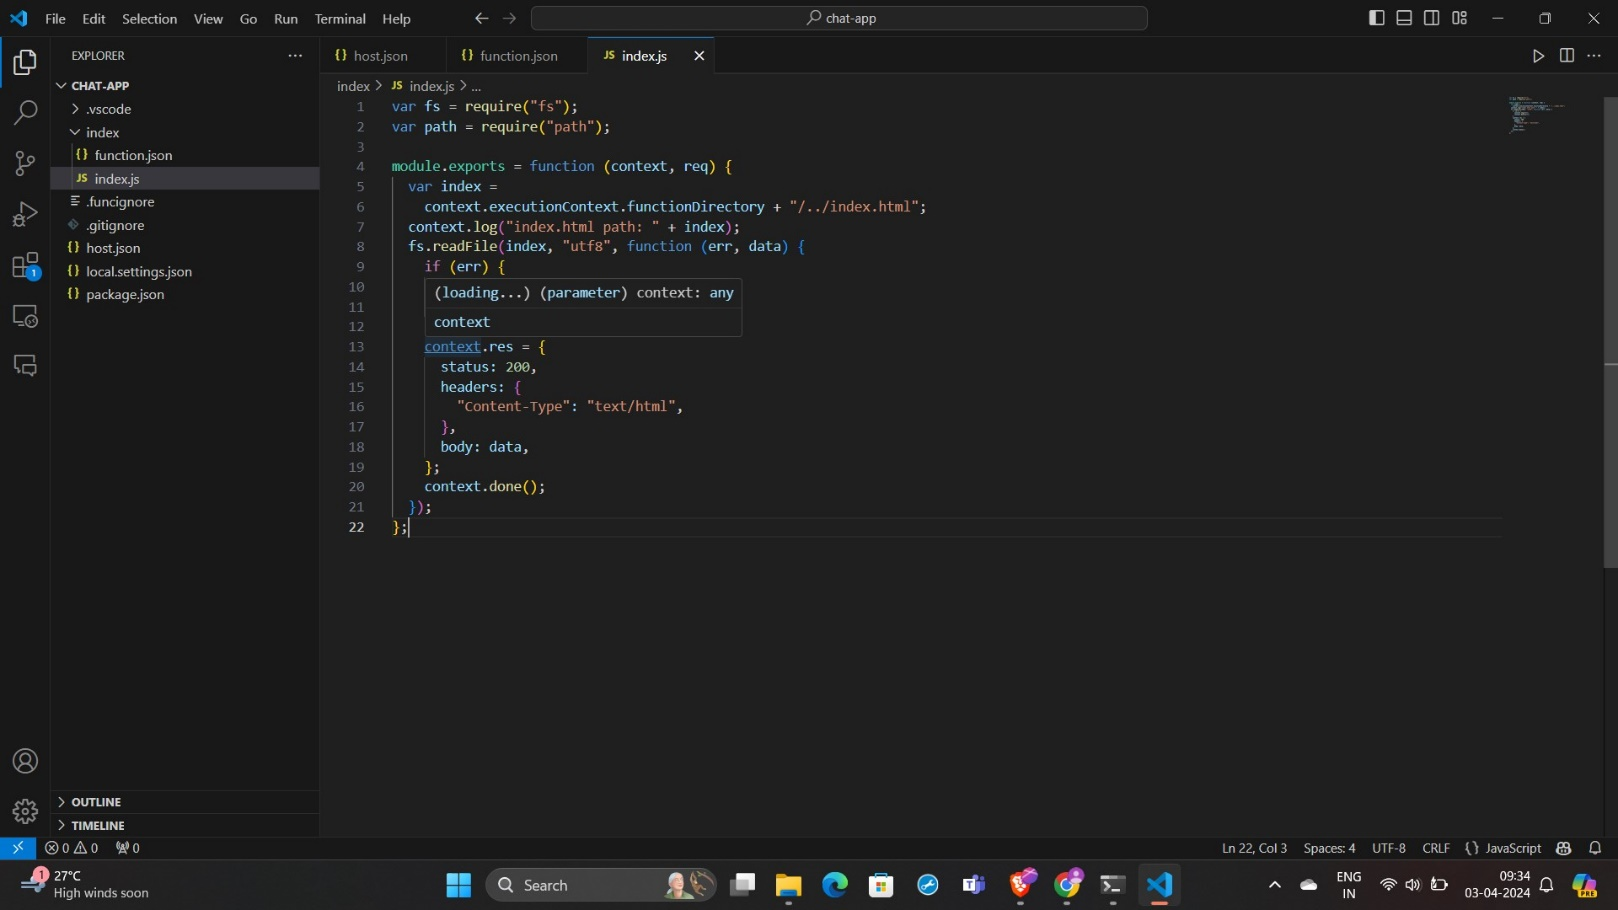 File Edit Selection View Go Run Terminal Help
chat-app
EXPLORER
CHAT-APP
.vscode
index
{} function.json
JS index.js
.funcignore
.gitignore
{} host.json
{} local.settings.json
{} package.json
OUTLINE
TIMELINE
1
{} host.json
{} function.json
JS index.js
index > JS index.js > ...
1 var fs = require("fs");
2 var path = require("path");
3
4 module.exports = function (context, req) {
5 var index =
6 context.executionContext.functionDirectory + "/../index.html";
7 context.log("index.html path: " + index);
8 fs.readFile(index, "utf8", function (err, data) {
9 if (err) {
10 (loading...) (parameter) context: any
11
12 context
13 context.res = {
14 status: 200,
15 headers: {
16 "Content-Type": "text/html",
17 },
18 body: data,
19 };
20 context.done();
21 });
22 };
0 0 0
Ln 22, Col 3 Spaces: 4 UTF-8 CRLF {} JavaScript
1
27°C
High winds soon
Search
ENG
IN
09:34
03-04-2024
PRE